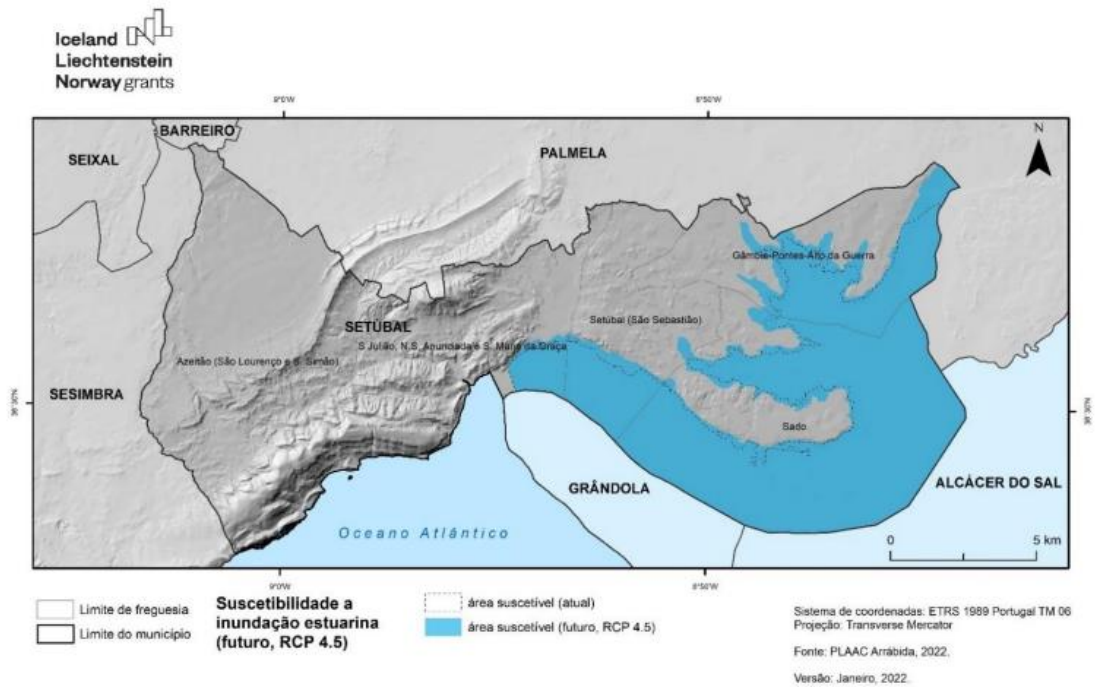 Iceland
Liechtenstein
Norway grants
9°0'W
8°50'W
BARREIRO
SEIXAL
PALMELA
N
Gâmbia-Pontes-Alto da Guerra
SETÚBAL
Setúbal (São Sebastião)
S.Julião, N.S. Anunciada e S. Maria da Graça
Azeitão (São Lourenço e S. Simão)
SESIMBRA
38°30'N
38°30'N
Sado
GRÂNDOLA
ALCÁCER DO SAL
Oceano Atlântico
0
5 km
9°0'W
8°50'W
Limite de freguesia
Limite do município
Suscetibilidade a
inundação estuarina
(futuro, RCP 4.5)
área suscetível (atual)
área suscetível (futuro, RCP 4.5)
Sistema de coordenadas: ETRS 1989 Portugal TM 06
Projeção: Transverse Mercator
Fonte: PLAAC Arrábida, 2022.
Versão: Janeiro, 2022.